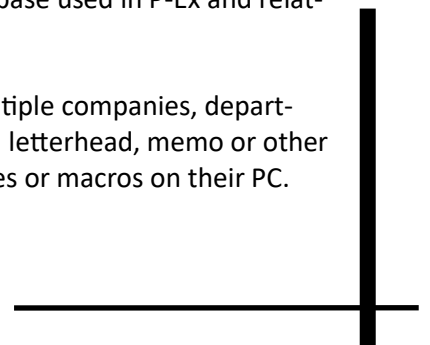 base used in P-Ex and relat-
tiple companies, depart-
letterhead, memo or other
es or macros on their PC.